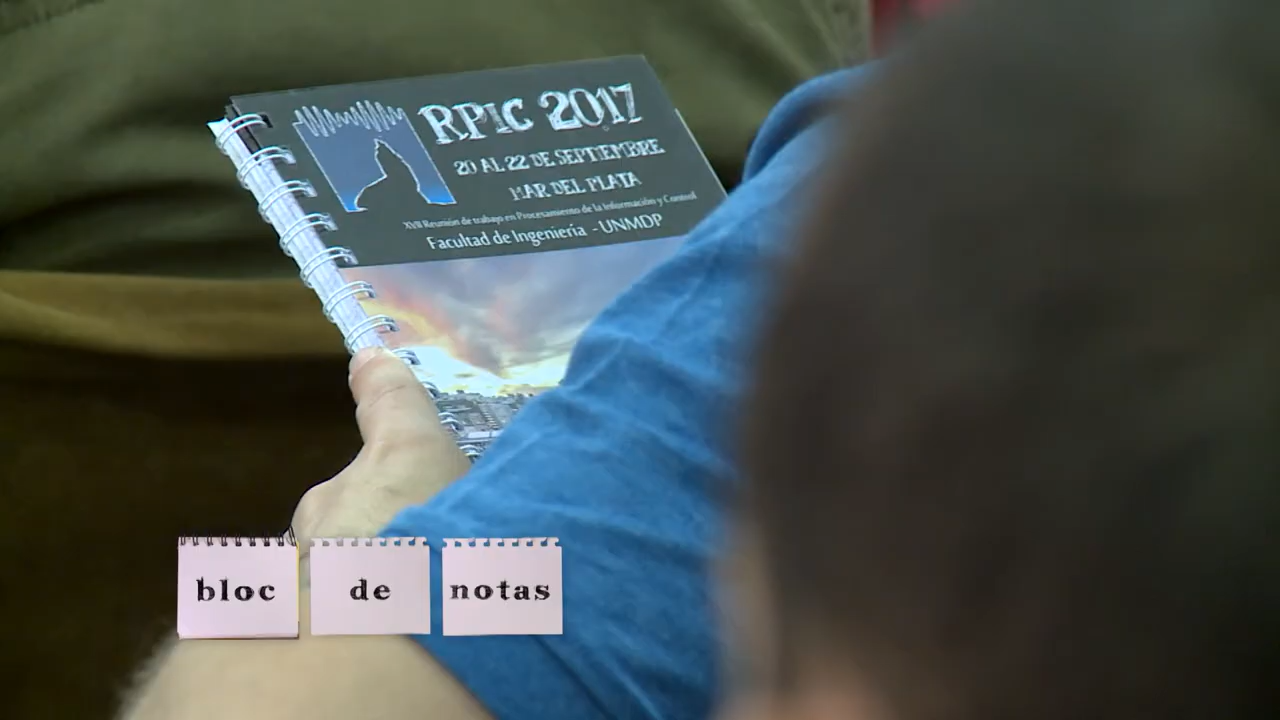 RPIC 2017
20 AL 22 DE SEPTIEMBRE
MAR DEL PLATA
XVII Reunión de trabajo en Procesamiento de la Información y Control
Facultad de Ingeniería - UNMDP
bloc de notas